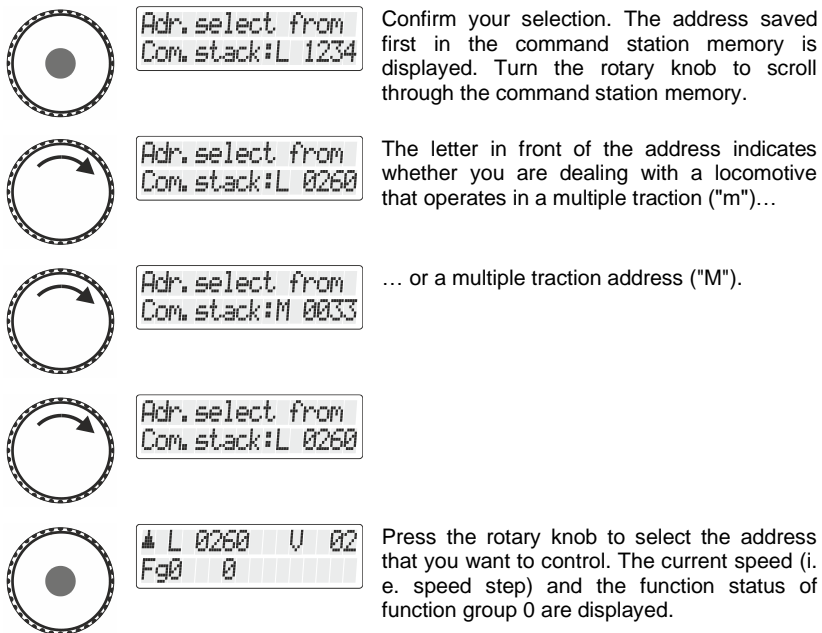 Adr.select from
Com.stack:L 1234
Confirm your selection. The address saved
first in the command station memory is
displayed. Turn the rotary knob to scroll
through the command station memory.
Adr.select from
Com.stack:L 0260
The letter in front of the address indicates
whether you are dealing with a locomotive
that operates in a multiple traction ("m")…
Adr.select from
Com.stack:M 0033
… or a multiple traction address ("M").
Adr.select from
Com.stack:L 0260
L 0260 V 02
Fg0 0
Press the rotary knob to select the address
that you want to control. The current speed (i.
e. speed step) and the function status of
function group 0 are displayed.